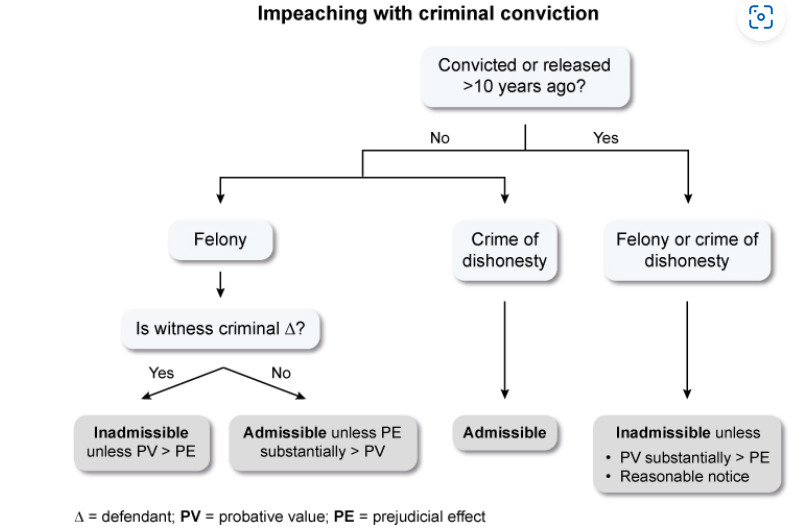 Impeaching with criminal conviction
Convicted or released
>10 years ago?
No
Yes
Felony
Crime of
dishonesty
Felony or crime of
dishonesty
Is witness criminal Δ?
Yes
No
Inadmissible
unless PV > PE
Admissible unless PE
substantially > PV
Admissible
Inadmissible unless
• PV substantially > PE
• Reasonable notice
Δ = defendant; PV = probative value; PE = prejudicial effect